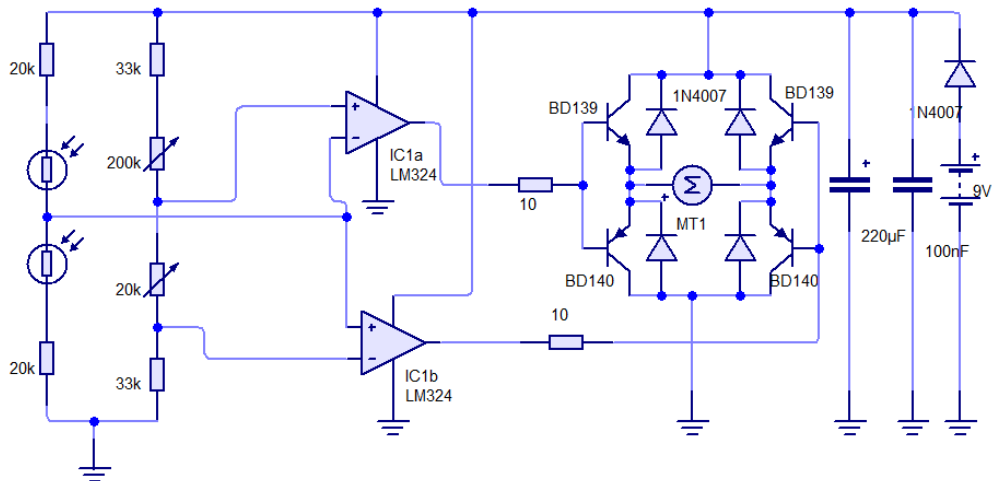 20k
33k
200k
20k
20k
33k
+
−
IC1a
LM324
+
−
IC1b
LM324
10
10
BD139
1N4007
BD139
Σ
+
MT1
BD140
BD140
+
220µF
100nF
1N4007
+
9V